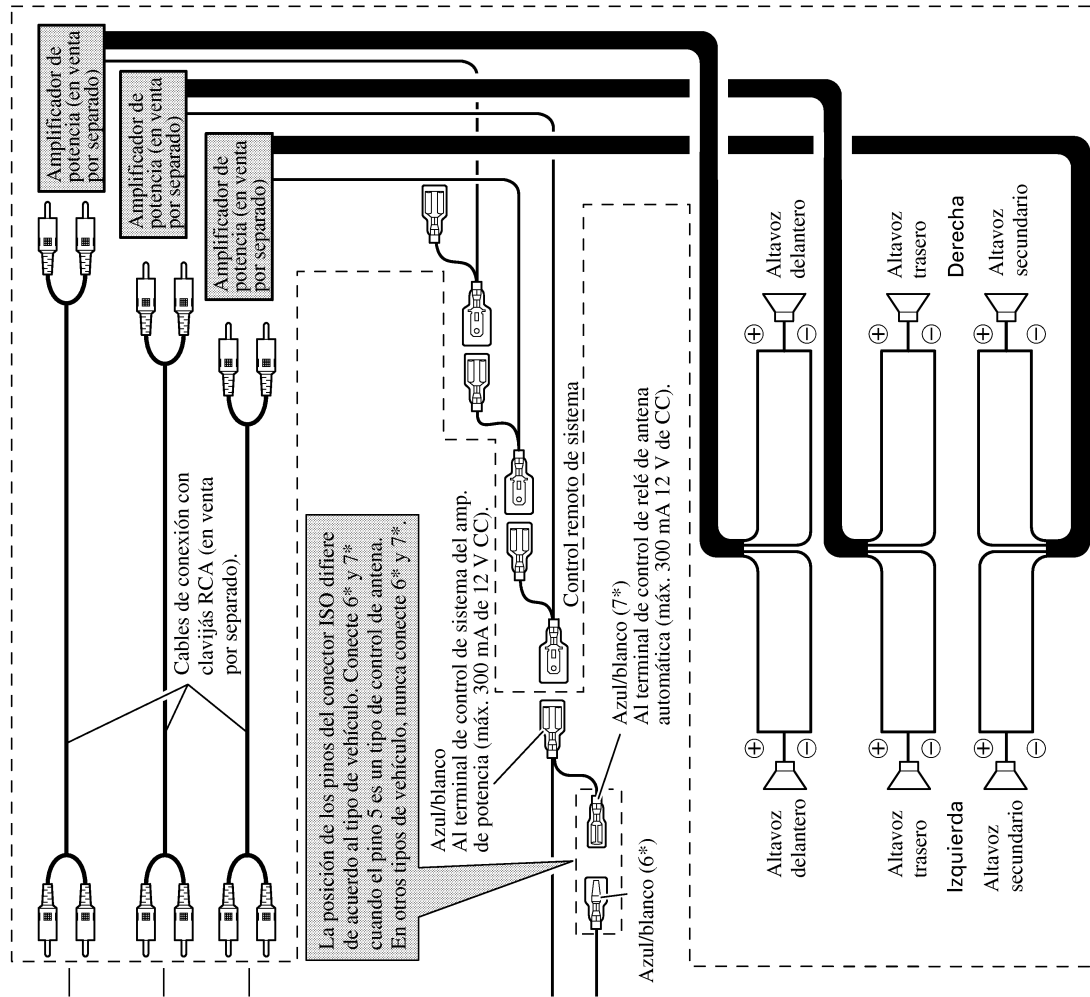 Amplificador de
potencia (en venta
por separado)
Amplificador de
potencia (en venta
por separado)
Amplificador de
potencia (en venta
por separado)
Cables de conexión con
clavijás RCA (en venta
por separado).
La posición de los pinos del conector ISO difiere
de acuerdo al tipo de vehículo. Conecte 6* y 7*
cuando el pino 5 es un tipo de control de antena.
En otros tipos de vehículo, nunca conecte 6* y 7*.
Azul/blanco
Al terminal de control de sistema del amp.
de potencia (máx. 300 mA de 12 V CC).
Control remoto de sistema
Azul/blanco (7*)
Al terminal de control de relé de antena
automática (máx. 300 mA 12 V de CC).
Azul/blanco (6*)
Altavoz
delantero
+
−
+
−
Altavoz
delantero
Altavoz
trasero
+
−
+
−
Altavoz
trasero
Izquierda
Derecha
Altavoz
secundario
+
−
+
−
Altavoz
secundario